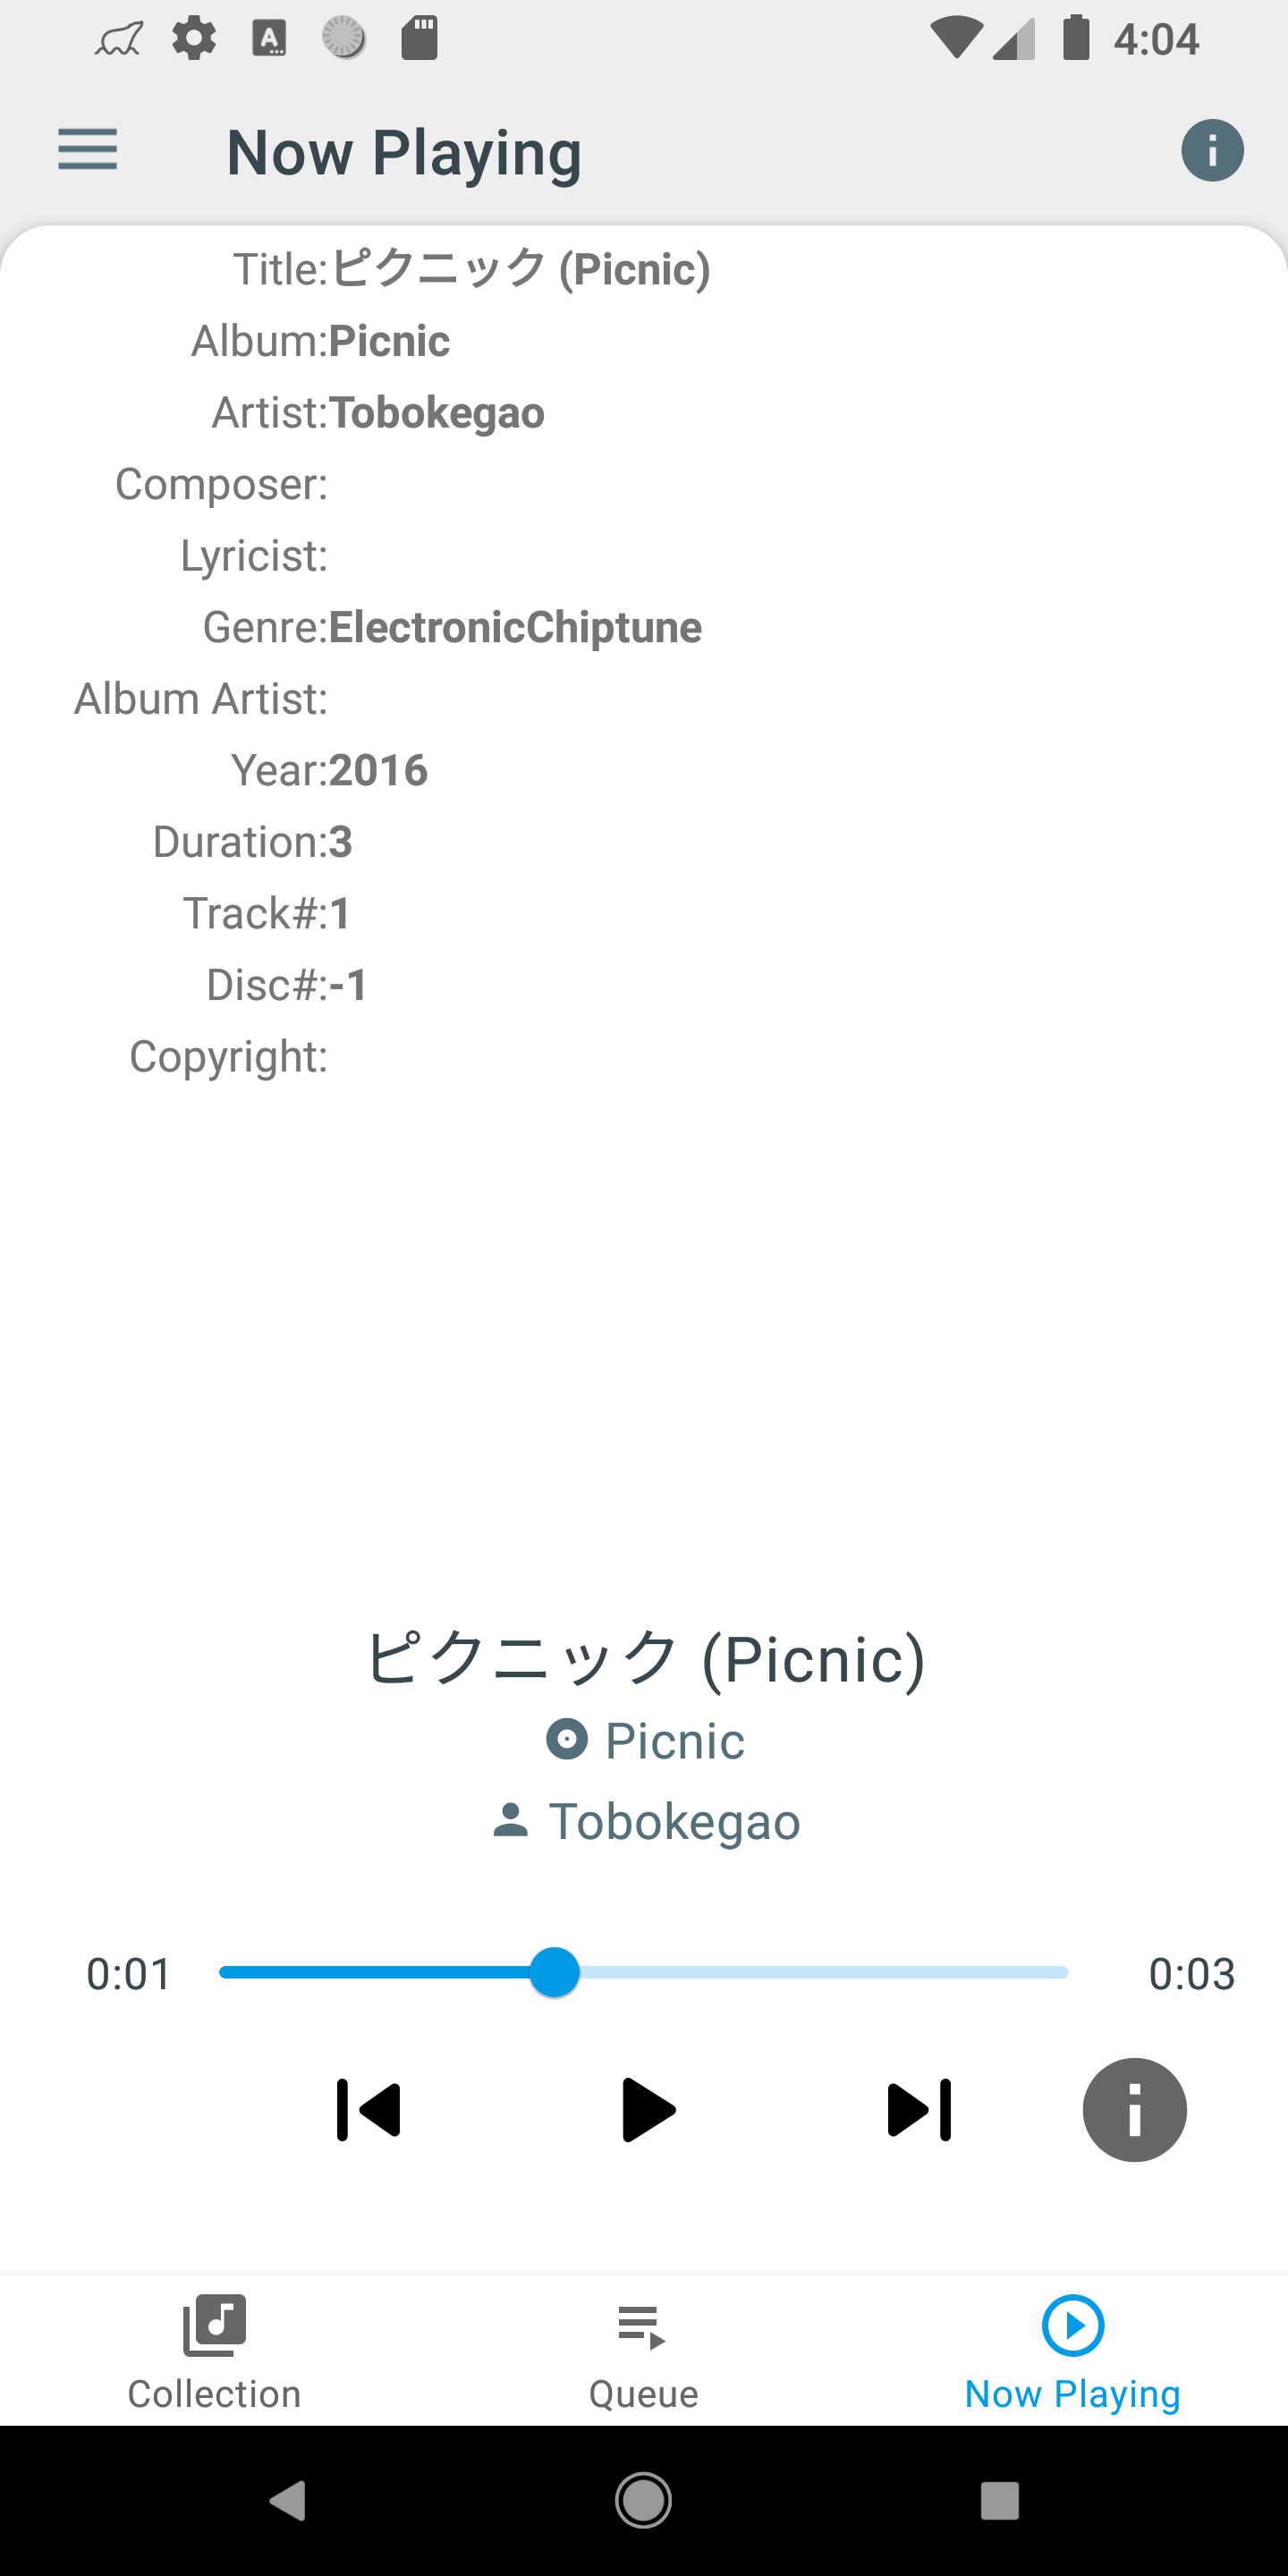 4:04
Now Playing
Title:ピクニック (Picnic)
Album:Picnic
Artist:Tobokegao
Composer:
Lyricist:
Genre:ElectronicChiptune
Album Artist:
Year:2016
Duration:3
Track#:1
Disc#:-1
Copyright:
ピクニック (Picnic)
Picnic
Tobokegao
0:01 0:03
Collection Queue Now Playing